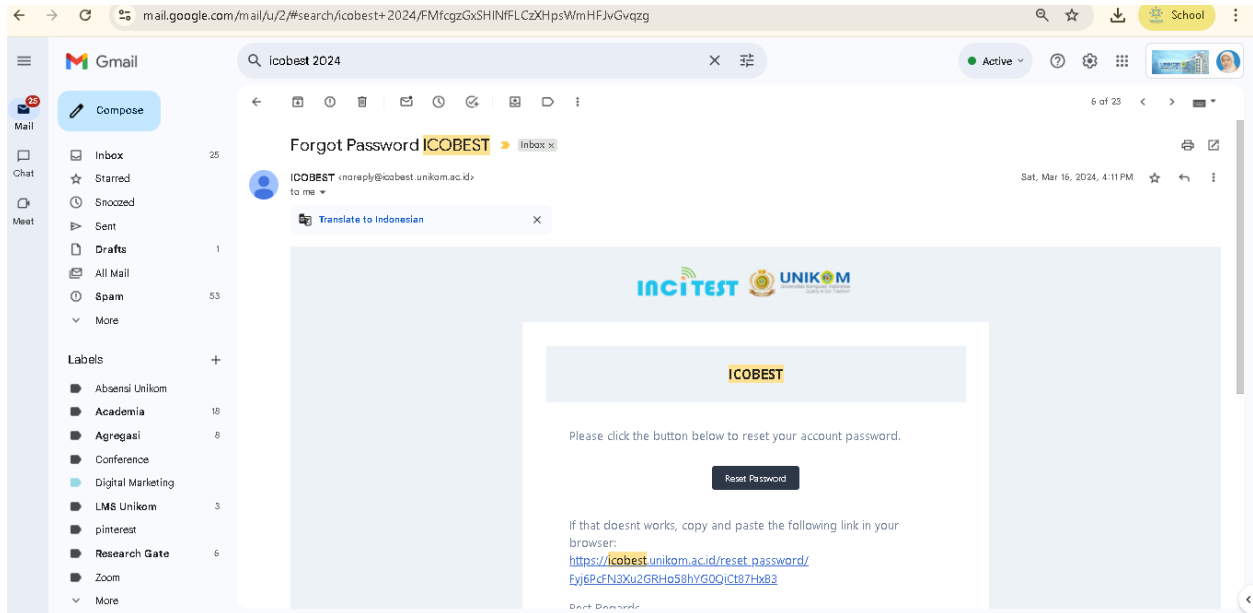 mail.google.com/mail/u/2/#search/icobest+2024/FMfcgzGxSHlNfFLCzXHpsWmHFJvGvqzg
School
Gmail
icobest 2024
Active
25
Mail
Compose
6 of 23
Forgot Password ICOBEST
Inbox x
Inbox 25
Chat
ICOBEST <noreply@icobest.unikom.ac.id>
Sat, Mar 16, 2024, 4:11 PM
to me
Starred
Snoozed
Meet
Translate to Indonesian
Sent
Drafts 1
All Mail
Spam 53
More
INCITEST
UNIKOM
Labels
ICOBEST
Absensi Unikom
Academia 18
Agregasi 8
Conference
Digital Marketing
LMS Unikom 3
pinterest
Research Gate 6
Zoom
More
Please click the button below to reset your account password.
Reset Password
If that doesnt works, copy and paste the following link in your
browser:
https://icobest.unikom.ac.id/reset_password/
Fyj6PcFN3Xu2GRHo58hYG0QiCt87HxB3
Best Regards